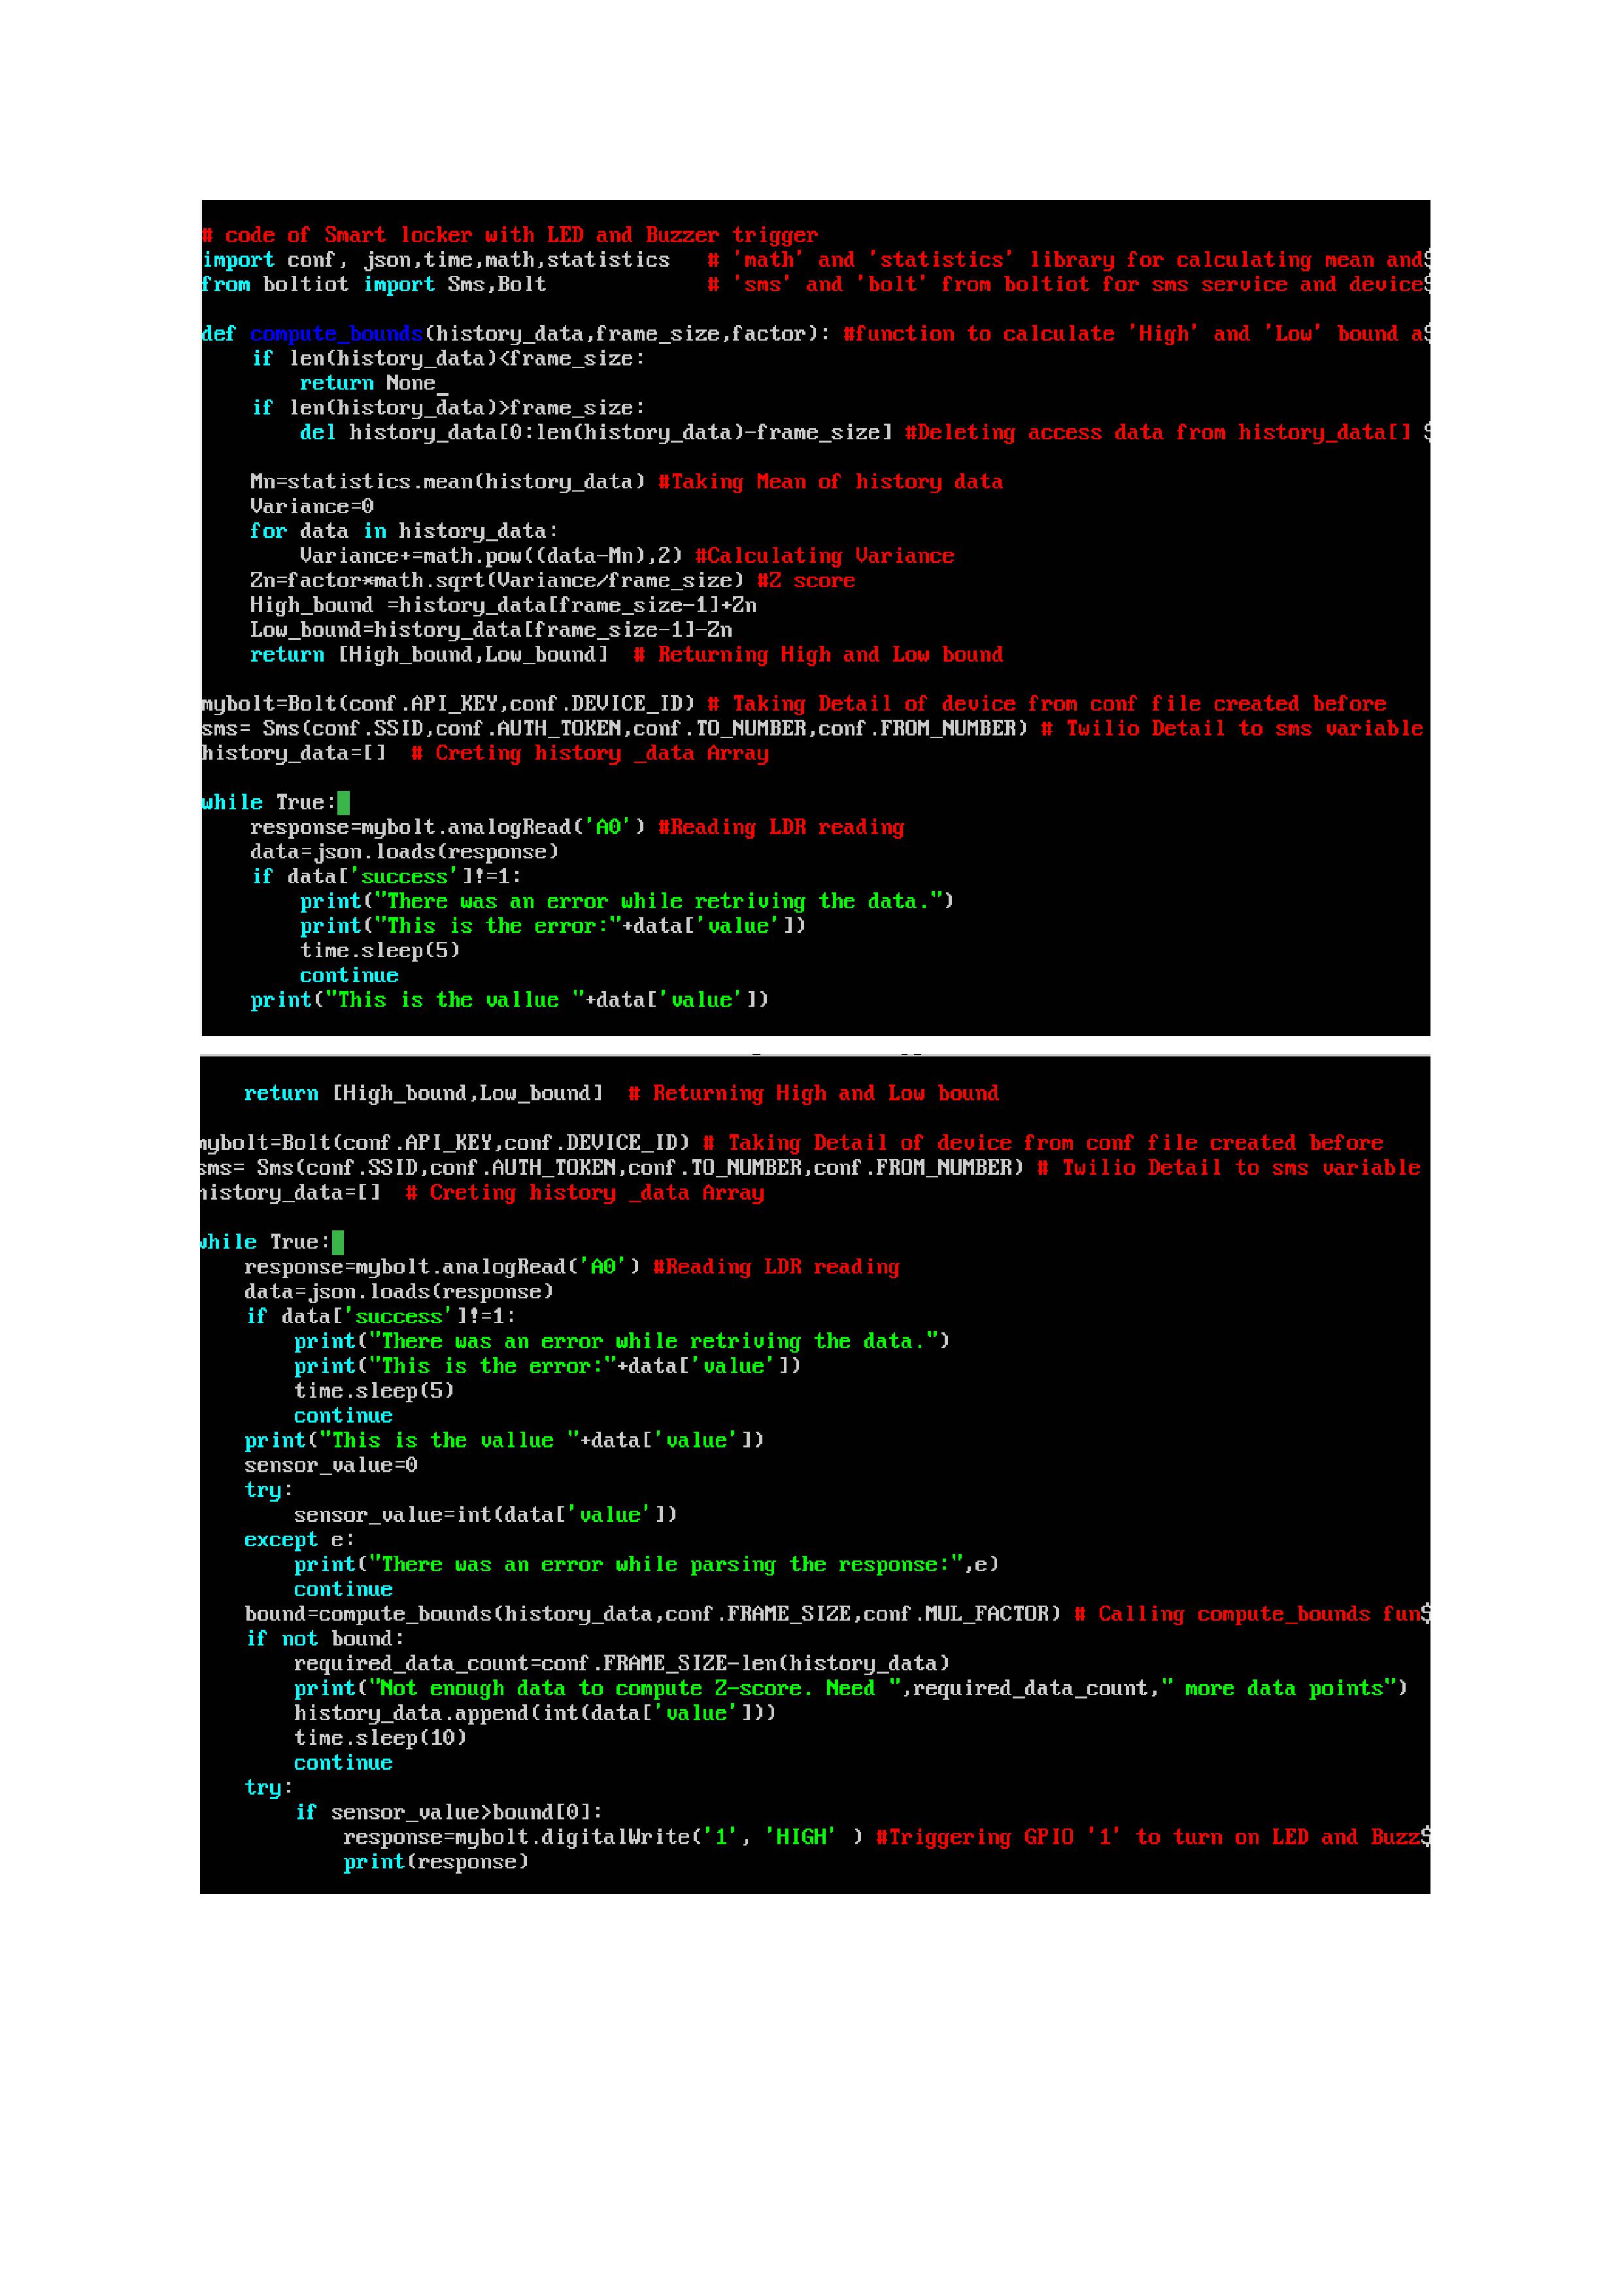 # code of Smart locker with LED and Buzzer trigger
import conf, json,time,math,statistics   # 'math' and 'statistics' library for calculating mean and$
from boltiot import Sms,Bolt             # 'sms' and 'bolt' from boltiot for sms service and device$
def compute_bounds(history_data,frame_size,factor): #function to calculate 'High' and 'Low' bound a$
    if len(history_data)<frame_size:
        return None
    if len(history_data)>frame_size:
        del history_data[0:len(history_data)-frame_size] #Deleting access data from history_data[] $
    Mn=statistics.mean(history_data) #Taking Mean of history data
    Variance=0
    for data in history_data:
        Variance+=math.pow((data-Mn),2) #Calculating Variance
    Zn=factor*math.sqrt(Variance/frame_size) #Z score
    High_bound =history_data[frame_size-1]+Zn
    Low_bound=history_data[frame_size-1]-Zn
    return [High_bound,Low_bound]  # Returning High and Low bound
mybolt=Bolt(conf.API_KEY,conf.DEVICE_ID) # Taking Detail of device from conf file created before
sms= Sms(conf.SSID,conf.AUTH_TOKEN,conf.TO_NUMBER,conf.FROM_NUMBER) # Twilio Detail to sms variable
history_data=[]  # Creting history _data Array
while True:
    response=mybolt.analogRead('A0') #Reading LDR reading
    data=json.loads(response)
    if data['success']!=1:
        print("There was an error while retriving the data.")
        print("This is the error:"+data['value'])
        time.sleep(5)
        continue
    print("This is the vallue "+data['value'])
    return [High_bound,Low_bound]  # Returning High and Low bound
mybolt=Bolt(conf.API_KEY,conf.DEVICE_ID) # Taking Detail of device from conf file created before
sms= Sms(conf.SSID,conf.AUTH_TOKEN,conf.TO_NUMBER,conf.FROM_NUMBER) # Twilio Detail to sms variable
history_data=[]  # Creting history _data Array
while True:
    response=mybolt.analogRead('A0') #Reading LDR reading
    data=json.loads(response)
    if data['success']!=1:
        print("There was an error while retriving the data.")
        print("This is the error:"+data['value'])
        time.sleep(5)
        continue
    print("This is the vallue "+data['value'])
    sensor_value=0
    try:
        sensor_value=int(data['value'])
    except e:
        print("There was an error while parsing the response:",e)
        continue
    bound=compute_bounds(history_data,conf.FRAME_SIZE,conf.MUL_FACTOR) # Calling compute_bounds fun$
    if not bound:
        required_data_count=conf.FRAME_SIZE-len(history_data)
        print("Not enough data to compute Z-score. Need ",required_data_count," more data points")
        history_data.append(int(data['value']))
        time.sleep(10)
        continue
    try:
        if sensor_value>bound[0]:
            response=mybolt.digitalWrite('1', 'HIGH' ) #Triggering GPIO '1' to turn on LED and Buzz$
            print(response)